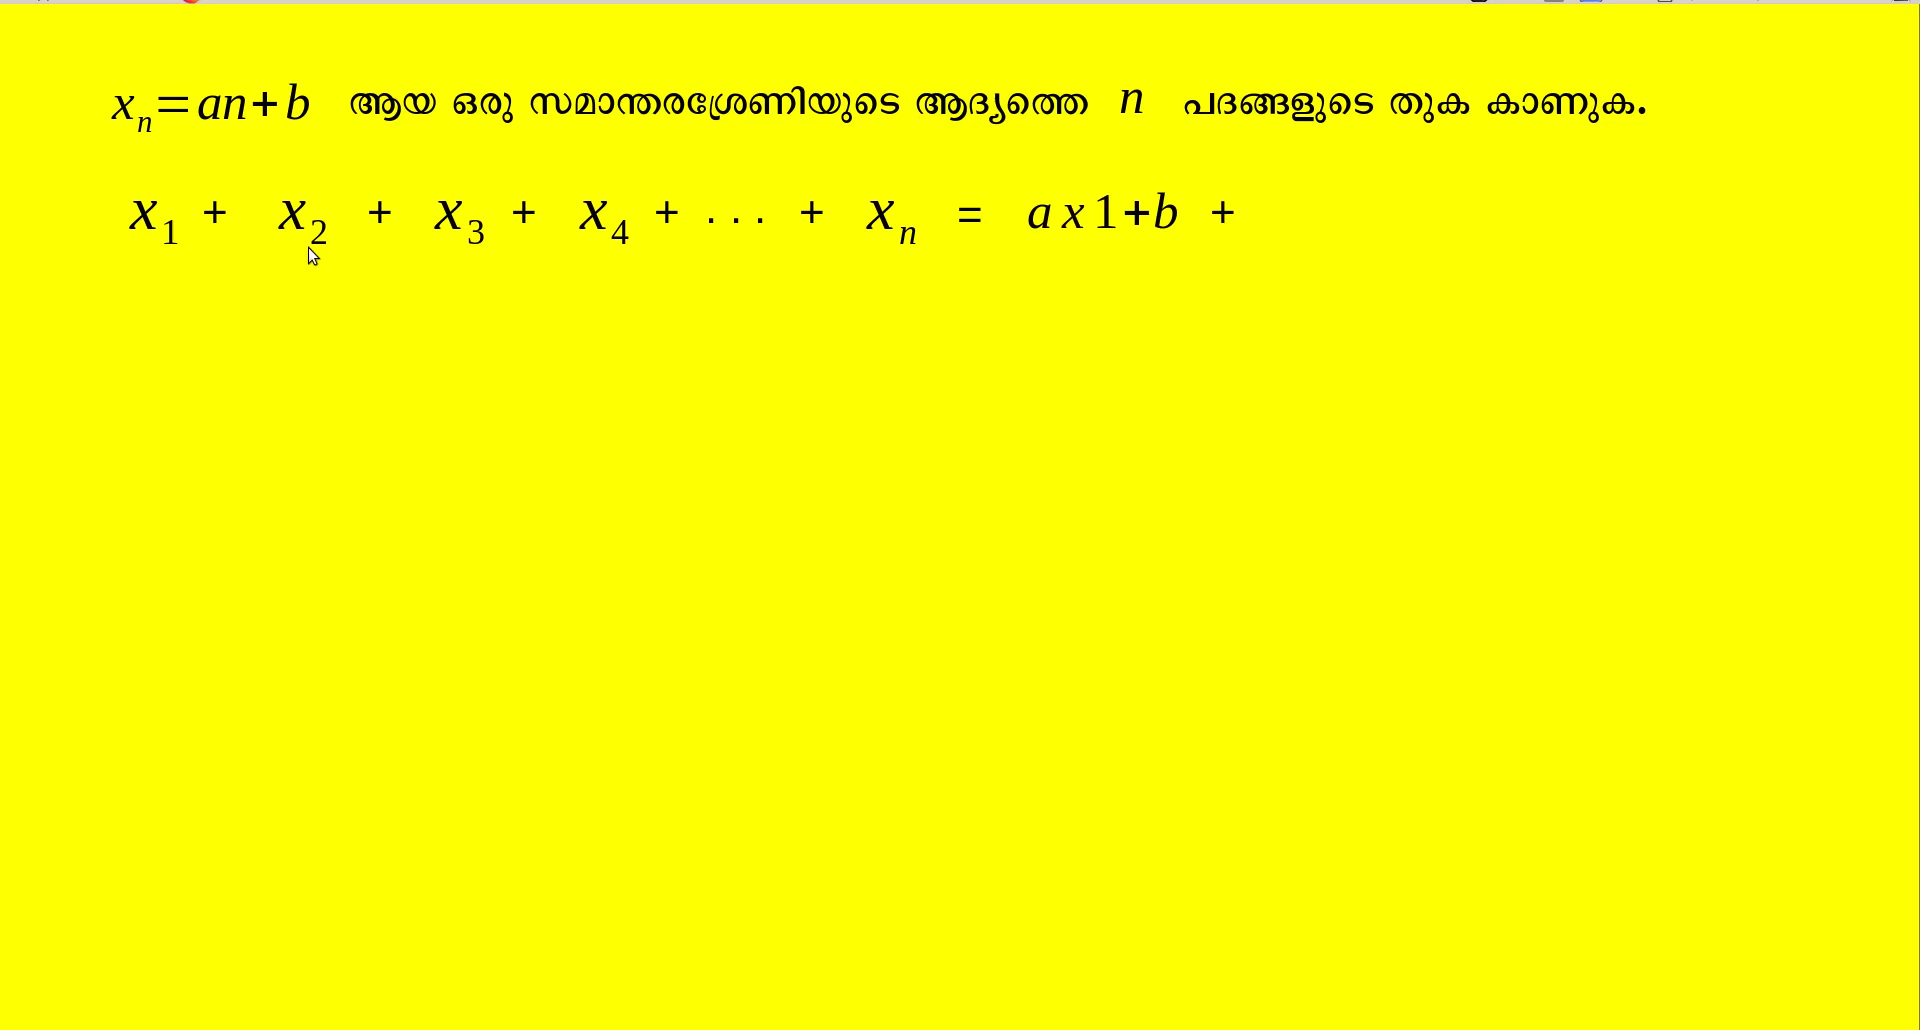 xₙ=an+b ആയ ഒരു സമാന്തരശ്രേണിയുടെ ആദ്യത്തെ n പദങ്ങളുടെ തുക കാണുക.
x₁ + x₂ + x₃ + x₄ + . . . + xₙ = a x 1+b +